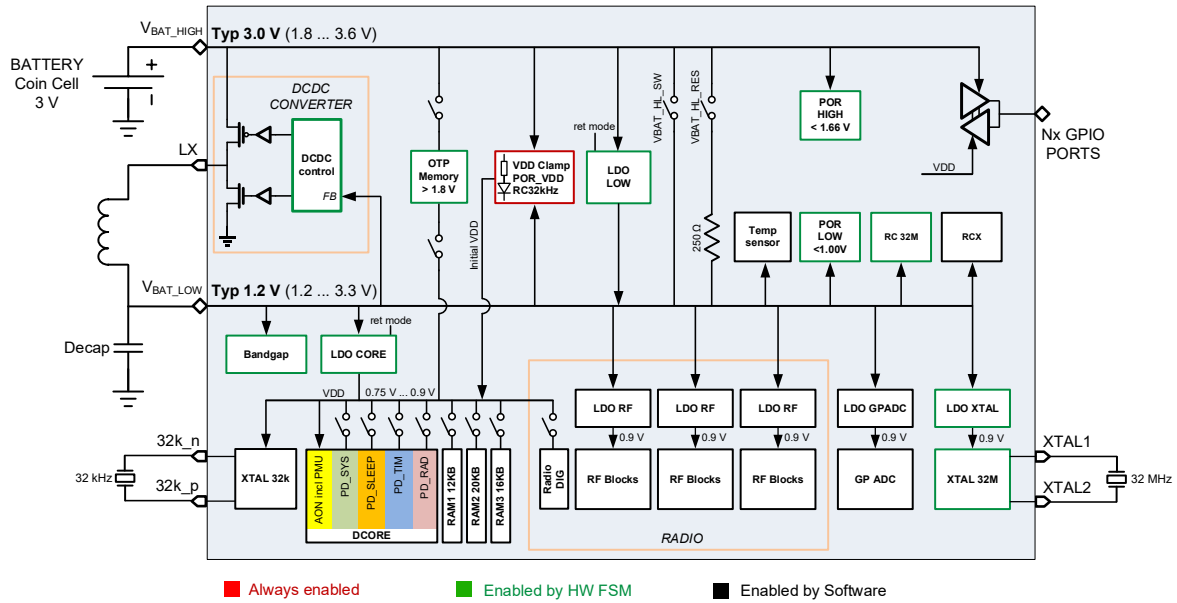 VBAT_HIGH
Typ 3.0 V (1.8 ... 3.6 V)
BATTERY
Coin Cell
3 V
+
DCDC
CONVERTER
DCDC
control
FB
LX
OTP
Memory
> 1.8 V
VDD Clamp
POR_VDD
RC32kHz
Initial VDD
ret mode
LDO
LOW
VBAT_HL_SW
VBAT_HL_RES
250 Ω
POR
HIGH
< 1.66 V
VDD
Nx GPIO
PORTS
Temp
sensor
POR
LOW
<1.00V
RC 32M
RCX
VBAT_LOW
Typ 1.2 V (1.2 ... 3.3 V)
Decap
Bandgap
LDO CORE
ret mode
VDD
0.75 V ... 0.9 V
32k_n
32k_p
32 kHz
XTAL 32k
AON incl PMU
PD_SYS
PD_SLEEP
PD_TIM
PD_RAD
DCORE
RAM1 12KB
RAM2 20KB
RAM3 16KB
Radio
DIG
LDO RF
0.9 V
RF Blocks
LDO RF
0.9 V
RF Blocks
LDO RF
0.9 V
RF Blocks
RADIO
LDO GPADC
0.9 V
GP ADC
LDO XTAL
0.9 V
XTAL 32M
XTAL1
XTAL2
32 MHz
Always enabled
Enabled by HW FSM
Enabled by Software